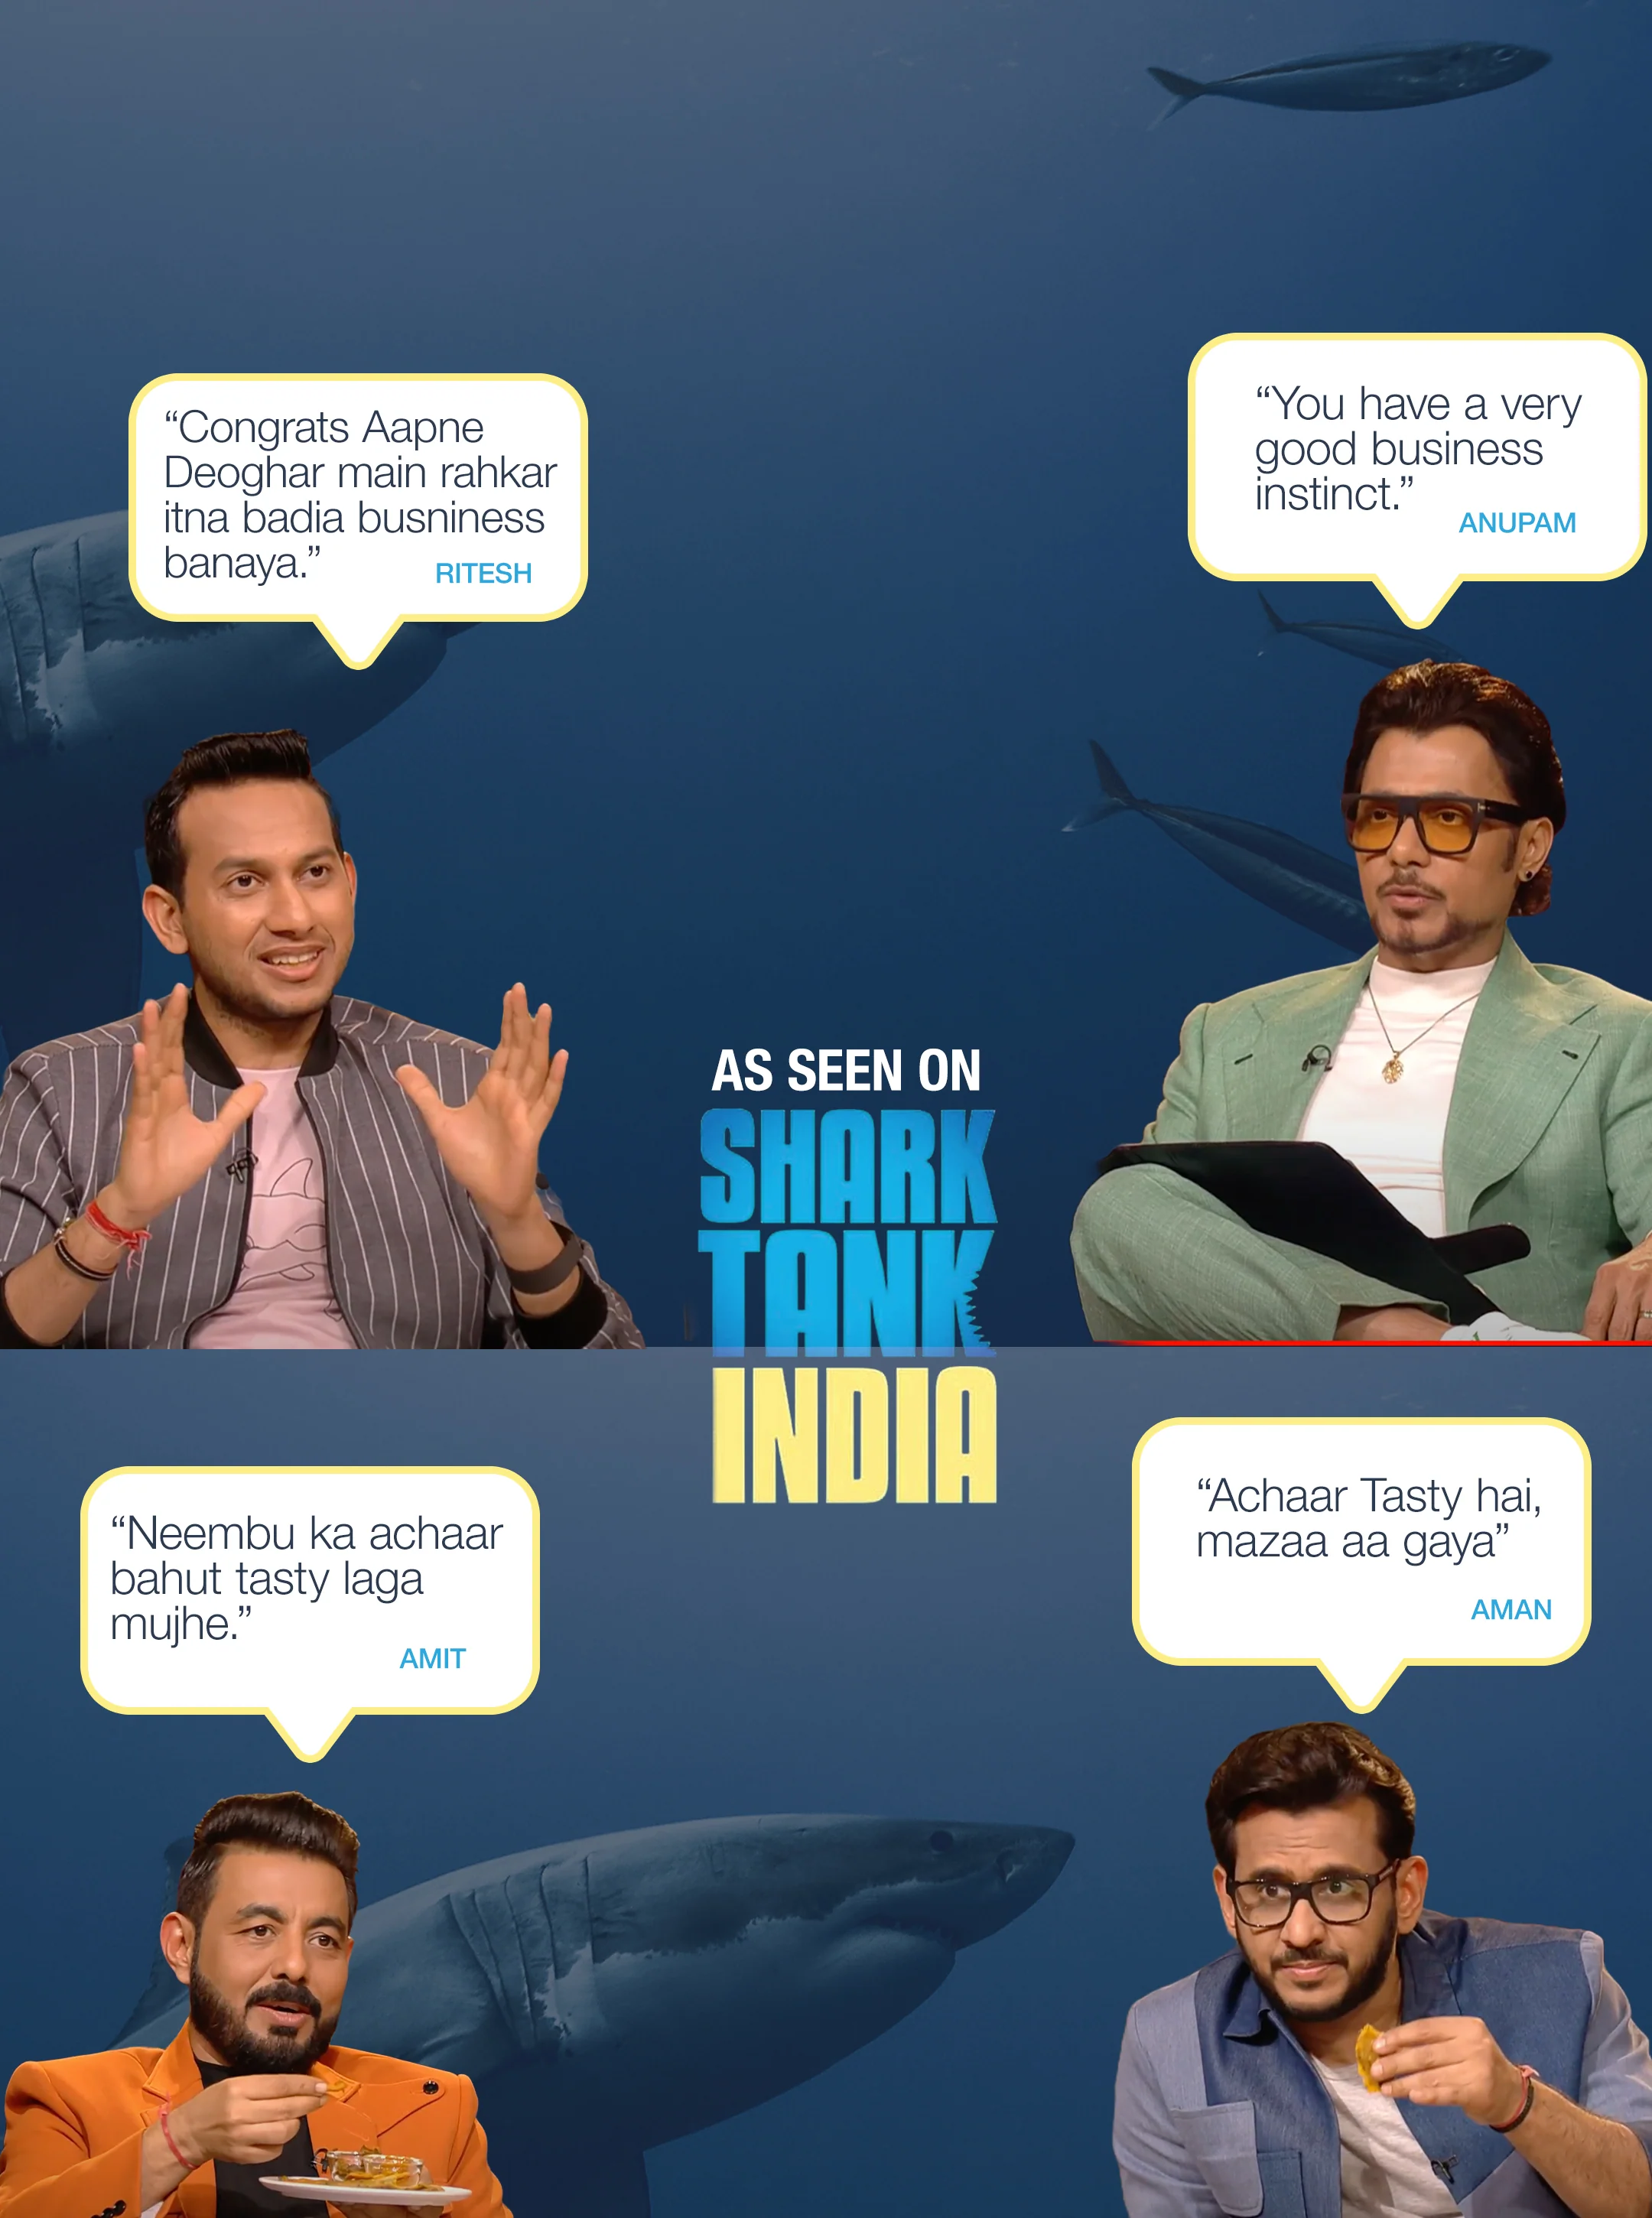 “Congrats Aapne
Deoghar main rahkar
itna badia busniness
banaya.”
RITESH
“You have a very
good business
instinct.”
ANUPAM
AS SEEN ON
SHARK
TANK
INDIA
“Neembu ka achaar
bahut tasty laga
mujhe.”
AMIT
“Achaar Tasty hai,
mazaa aa gaya”
AMAN